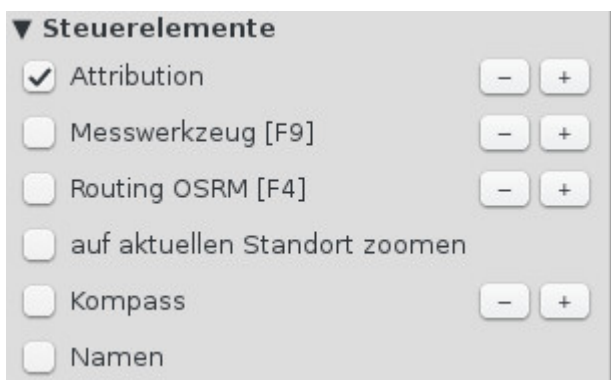 ▼ Steuerelemente
Attribution - +
Messwerkzeug [F9] - +
Routing OSRM [F4] - +
auf aktuellen Standort zoomen
Kompass - +
Namen